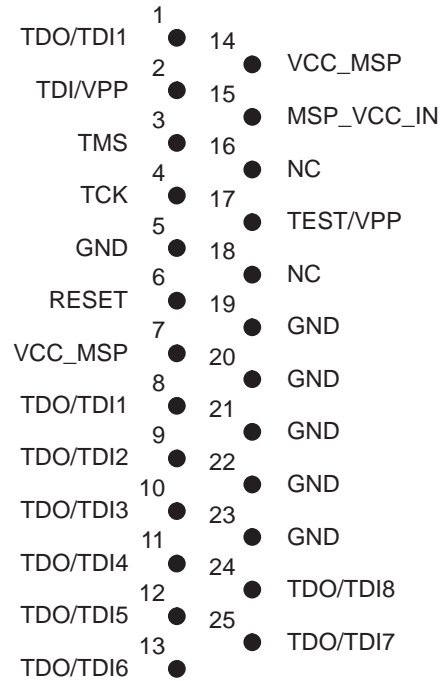 1
TDO/TDI1
14
VCC_MSP
2
TDI/VPP
15
MSP_VCC_IN
3
TMS
16
NC
4
TCK
17
TEST/VPP
5
GND
18
NC
6
RESET
19
GND
7
VCC_MSP
20
GND
8
TDO/TDI1
21
GND
9
TDO/TDI2
22
GND
10
TDO/TDI3
23
GND
11
TDO/TDI4
24
TDO/TDI8
12
TDO/TDI5
25
TDO/TDI7
13
TDO/TDI6